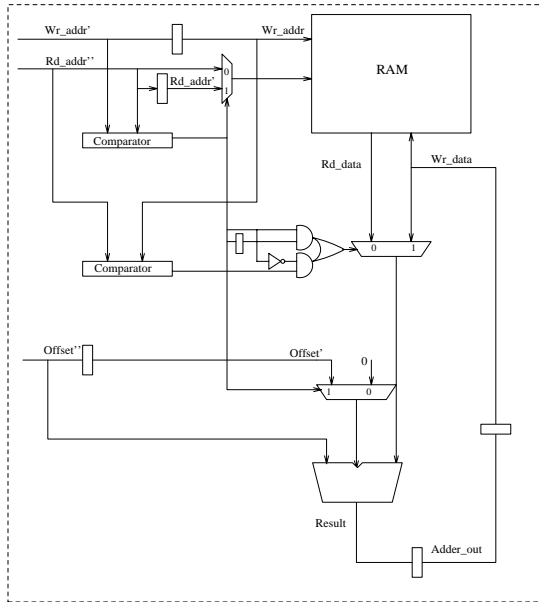 Wr_addr'
Wr_addr
Rd_addr''
0
RAM
Rd_addr'
1
Comparator
Rd_data
Wr_data
0
1
Comparator
Offset''
Offset'
0
1
0
Result
Adder_out